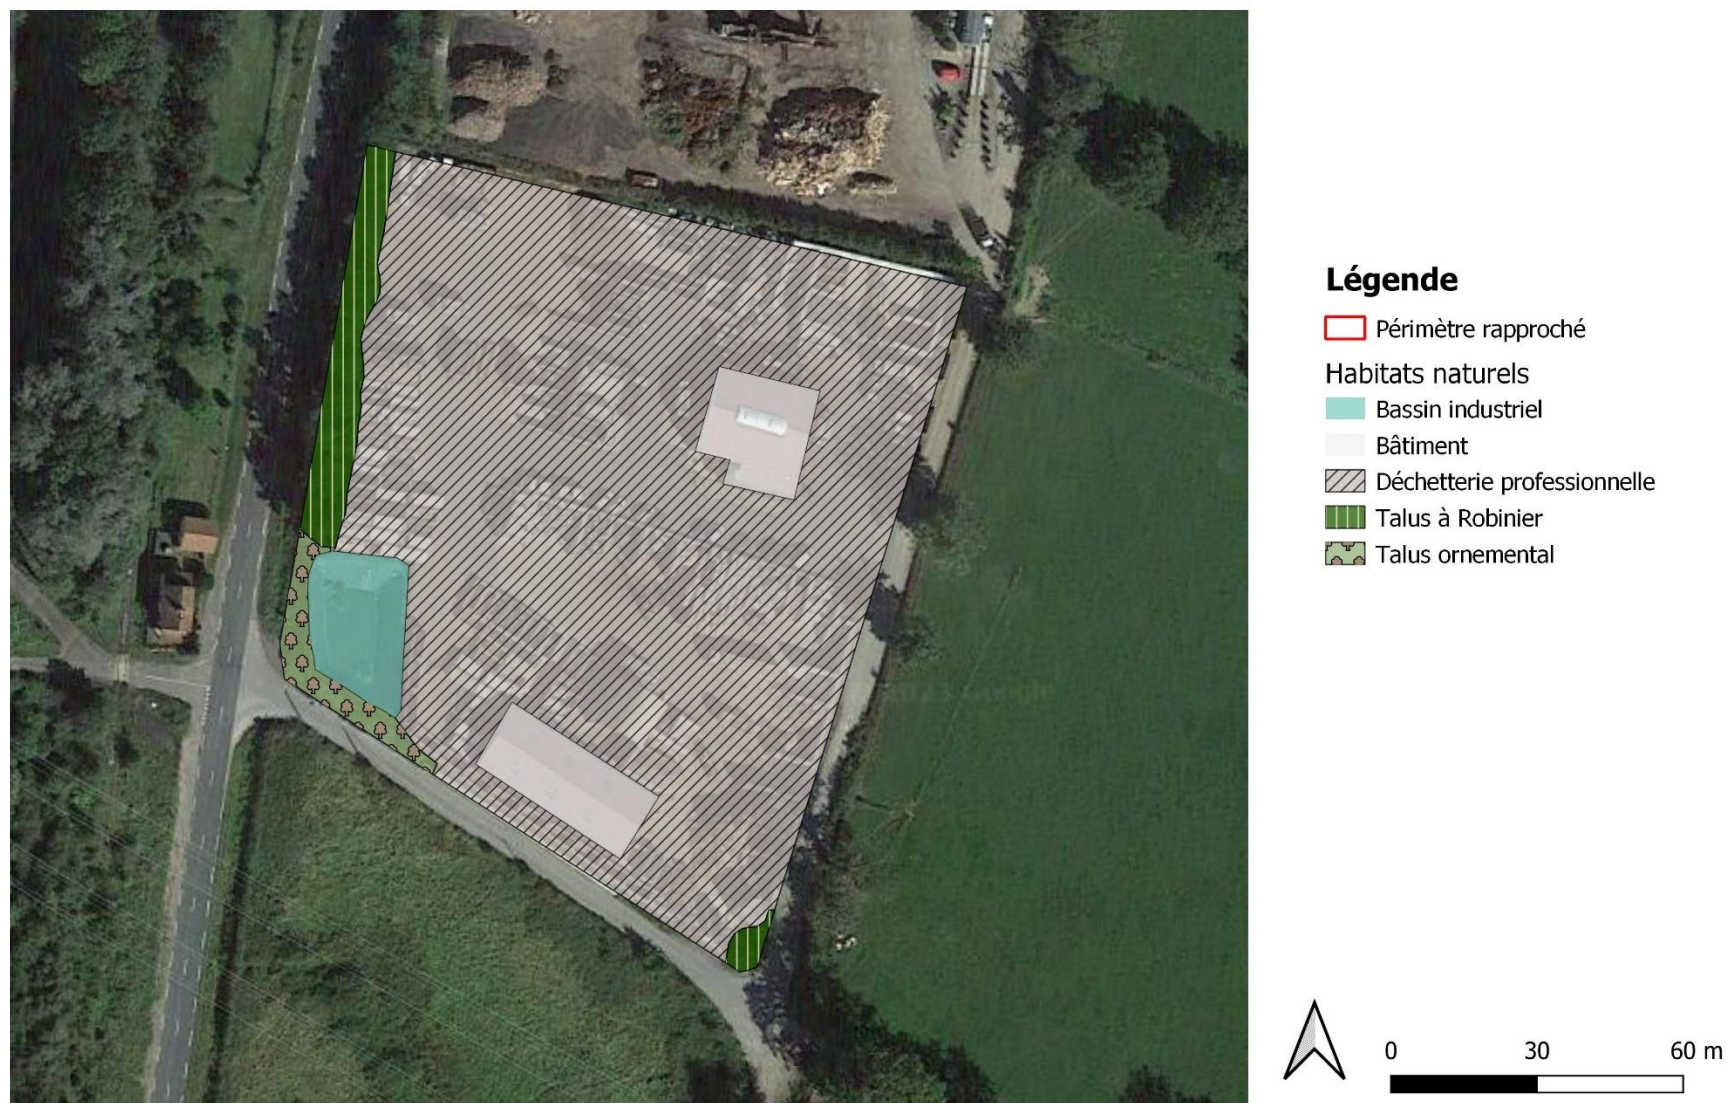 Légende
Périmètre rapproché
Habitats naturels
Bassin industriel
Bâtiment
Déchetterie professionnelle
Talus à Robinier
Talus ornemental
0 30 60 m